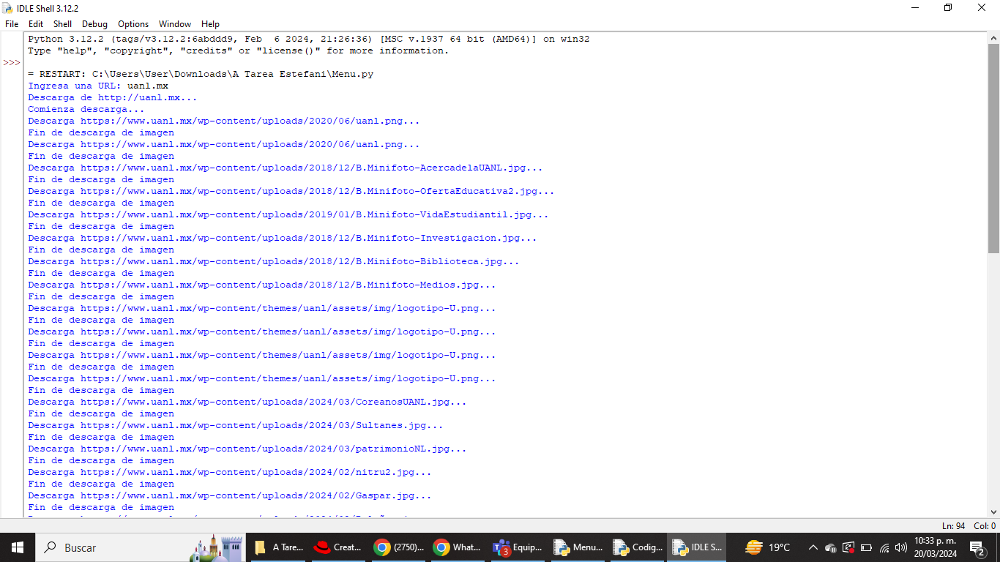 IDLE Shell 3.12.2
File Edit Shell Debug Options Window Help
Python 3.12.2 (tags/v3.12.2:6abddd9, Feb  6 2024, 21:26:36) [MSC v.1937 64 bit (AMD64)] on win32
Type "help", "copyright", "credits" or "license()" for more information.
>>>
= RESTART: C:\Users\User\Downloads\A Tarea Estefani\Menu.py
Ingresa una URL: uanl.mx
Descarga de http://uanl.mx...
Comienza descarga...
Descarga https://www.uanl.mx/wp-content/uploads/2020/06/uanl.png...
Fin de descarga de imagen
Descarga https://www.uanl.mx/wp-content/uploads/2020/06/uanl.png...
Fin de descarga de imagen
Descarga https://www.uanl.mx/wp-content/uploads/2018/12/B.Minifoto-AcercadelaUANL.jpg...
Fin de descarga de imagen
Descarga https://www.uanl.mx/wp-content/uploads/2018/12/B.Minifoto-OfertaEducativa2.jpg...
Fin de descarga de imagen
Descarga https://www.uanl.mx/wp-content/uploads/2019/01/B.Minifoto-VidaEstudiantil.jpg...
Fin de descarga de imagen
Descarga https://www.uanl.mx/wp-content/uploads/2018/12/B.Minifoto-Investigacion.jpg...
Fin de descarga de imagen
Descarga https://www.uanl.mx/wp-content/uploads/2018/12/B.Minifoto-Biblioteca.jpg...
Fin de descarga de imagen
Descarga https://www.uanl.mx/wp-content/uploads/2018/12/B.Minifoto-Medios.jpg...
Fin de descarga de imagen
Descarga https://www.uanl.mx/wp-content/themes/uanl/assets/img/logotipo-U.png...
Fin de descarga de imagen
Descarga https://www.uanl.mx/wp-content/themes/uanl/assets/img/logotipo-U.png...
Fin de descarga de imagen
Descarga https://www.uanl.mx/wp-content/themes/uanl/assets/img/logotipo-U.png...
Fin de descarga de imagen
Descarga https://www.uanl.mx/wp-content/themes/uanl/assets/img/logotipo-U.png...
Fin de descarga de imagen
Descarga https://www.uanl.mx/wp-content/uploads/2024/03/CoreanosUANL.jpg...
Fin de descarga de imagen
Descarga https://www.uanl.mx/wp-content/uploads/2024/03/Sultanes.jpg...
Fin de descarga de imagen
Descarga https://www.uanl.mx/wp-content/uploads/2024/03/patrimonioNL.jpg...
Fin de descarga de imagen
Descarga https://www.uanl.mx/wp-content/uploads/2024/02/nitru2.jpg...
Fin de descarga de imagen
Descarga https://www.uanl.mx/wp-content/uploads/2024/02/Gaspar.jpg...
Fin de descarga de imagen
Ln: 94 Col: 0
Buscar
A Tare... Creat... (2750)... What... Equip... 3 Menu... Codig... IDLE S... 19°C 10:33 p. m.
20/03/2024
2